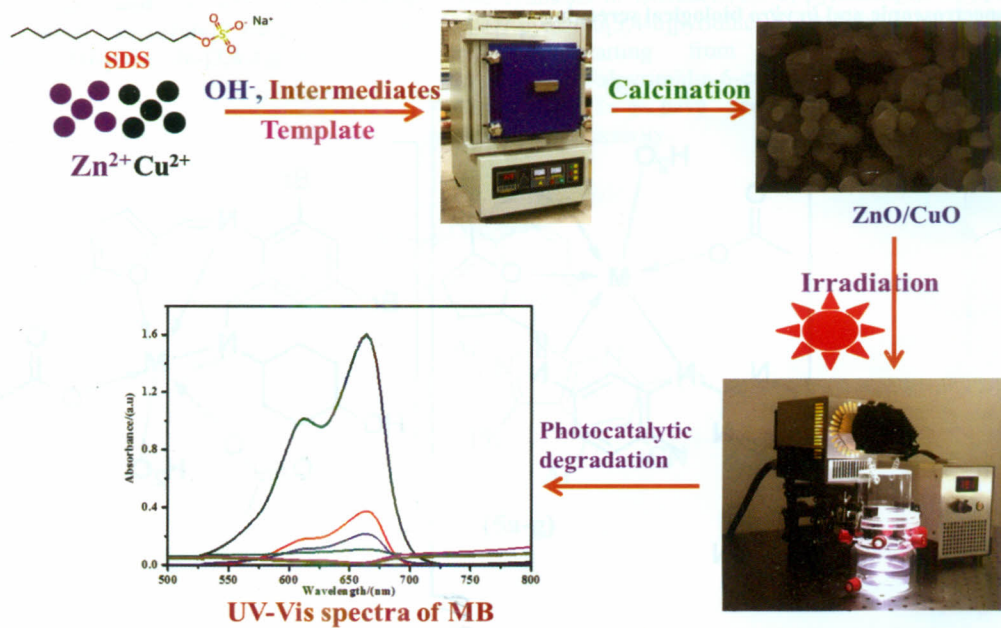 O
O S O⁻ Na⁺
O
SDS
OH⁻, Intermediates
Template
Zn²⁺ Cu²⁺
Calcination
ZnO/CuO
Irradiation
Photocatalytic
degradation
Absorbance/(a.u)
1.6
1.2
0.8
0.4
0.0
500 550 600 650 700 750 800
Wavelength/(nm)
UV-Vis spectra of MB